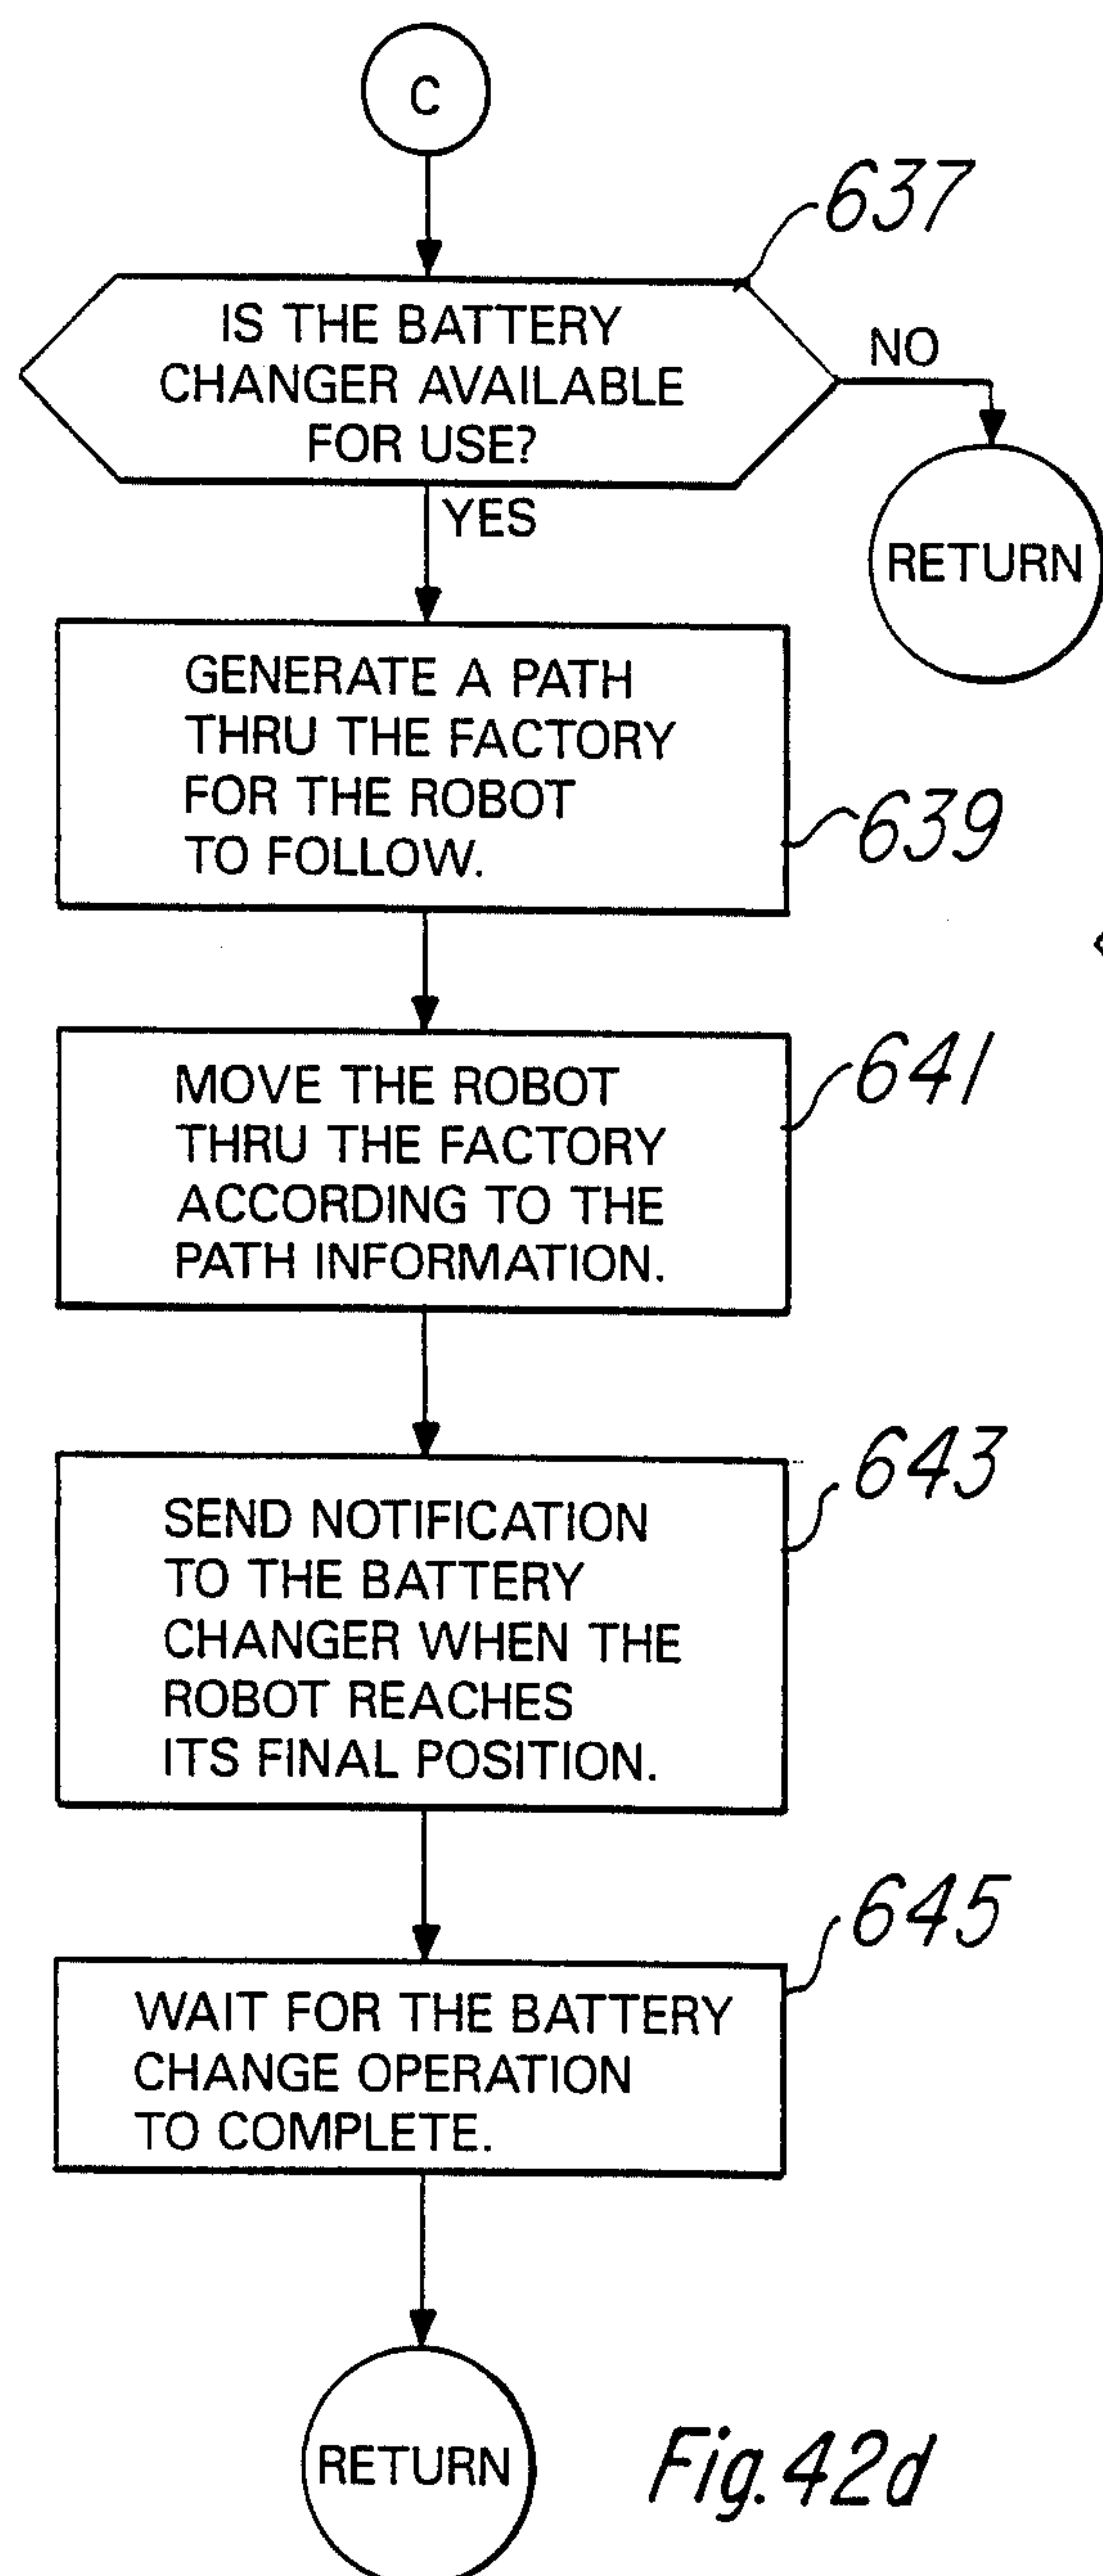 C
637
IS THE BATTERY
CHANGER AVAILABLE
FOR USE?
NO
RETURN
YES
GENERATE A PATH
THRU THE FACTORY
FOR THE ROBOT
TO FOLLOW.
639
MOVE THE ROBOT
THRU THE FACTORY
ACCORDING TO THE
PATH INFORMATION.
641
SEND NOTIFICATION
TO THE BATTERY
CHANGER WHEN THE
ROBOT REACHES
ITS FINAL POSITION.
643
WAIT FOR THE BATTERY
CHANGE OPERATION
TO COMPLETE.
645
RETURN
Fig. 42d